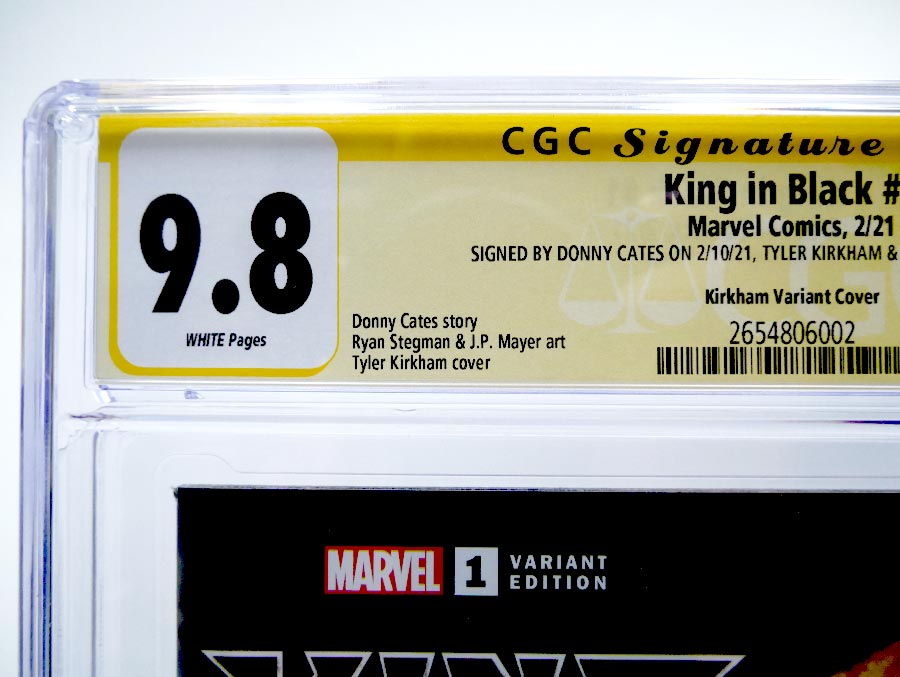 CGC Signature
9.8
WHITE Pages
King in Black #
Marvel Comics, 2/21
SIGNED BY DONNY CATES ON 2/10/21, TYLER KIRKHAM &
Kirkham Variant Cover
Donny Cates story
Ryan Stegman & J.P. Mayer art
Tyler Kirkham cover
2654806002
CGC
MARVEL 1 VARIANT
EDITION
KING